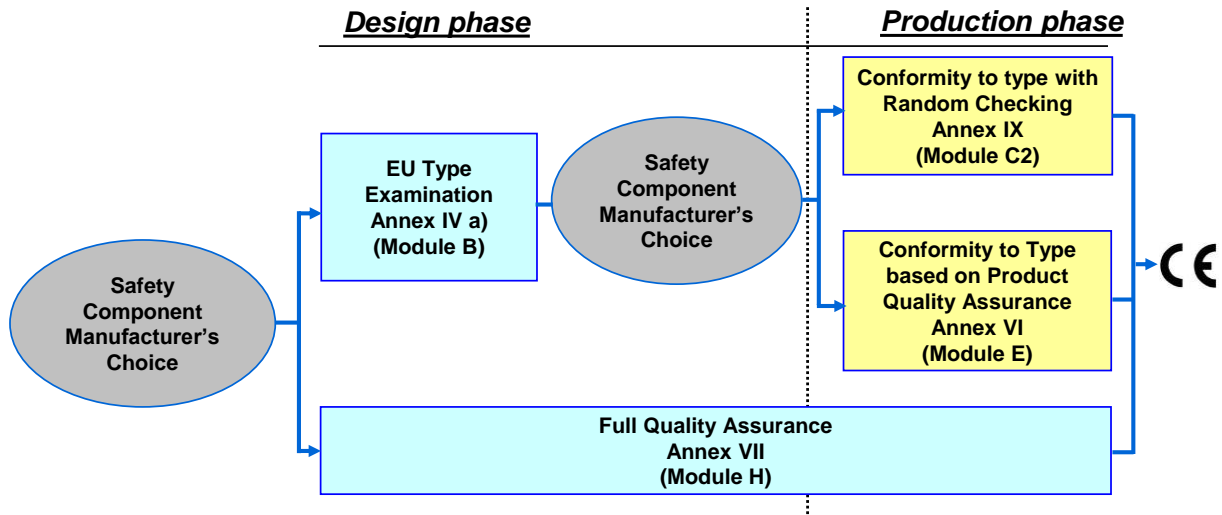 Design phase
Production phase
Safety
Component
Manufacturer’s
Choice
EU Type
Examination
Annex IV a)
(Module B)
Safety
Component
Manufacturer’s
Choice
Conformity to type with
Random Checking
Annex IX
(Module C2)
Conformity to Type
based on Product
Quality Assurance
Annex VI
(Module E)
Full Quality Assurance
Annex VII
(Module H)
CE